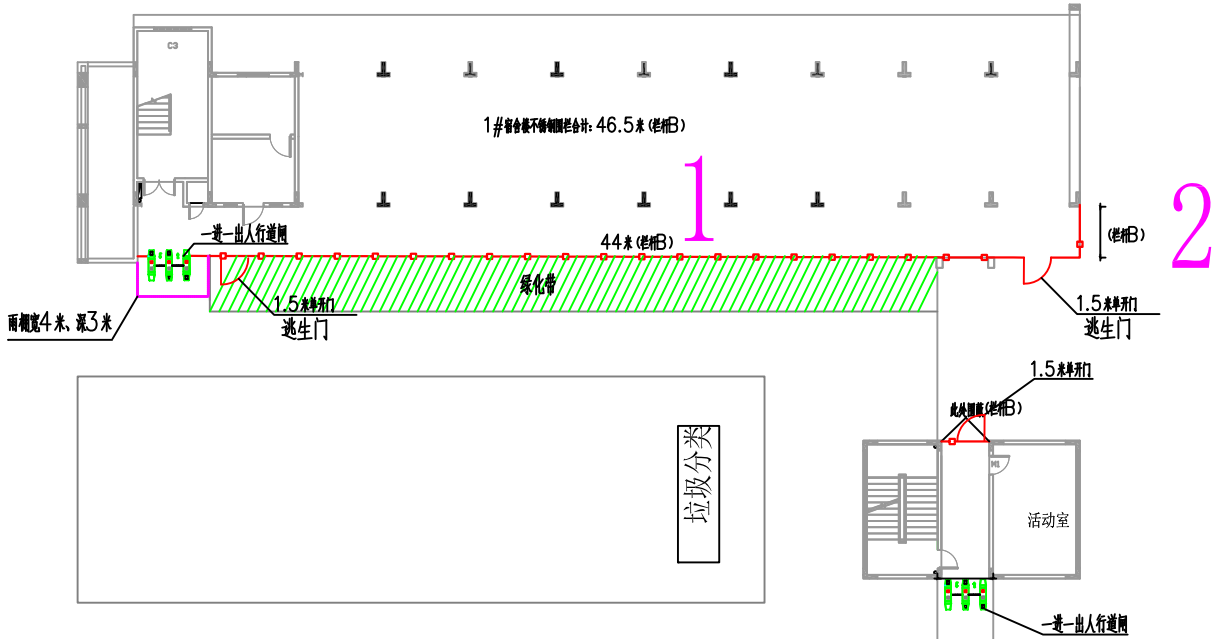 C3
1#宿舍楼不锈钢围栏合计: 46.5米 (栏杆B)
1
2
一进一出人行道闸
44米 (栏杆B)
(栏杆B)
绿化带
1.5米单开门
逃生门
1.5米单开门
逃生门
雨棚宽4米、深3米
1.5米单开门
此处围蔽 (栏杆B)
垃圾分类
M1
活动室
一进一出人行道闸